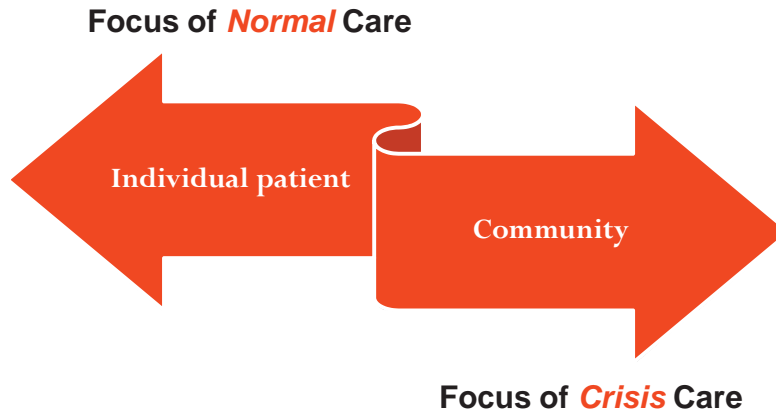 Focus of Normal Care
Individual patient
Community
Focus of Crisis Care